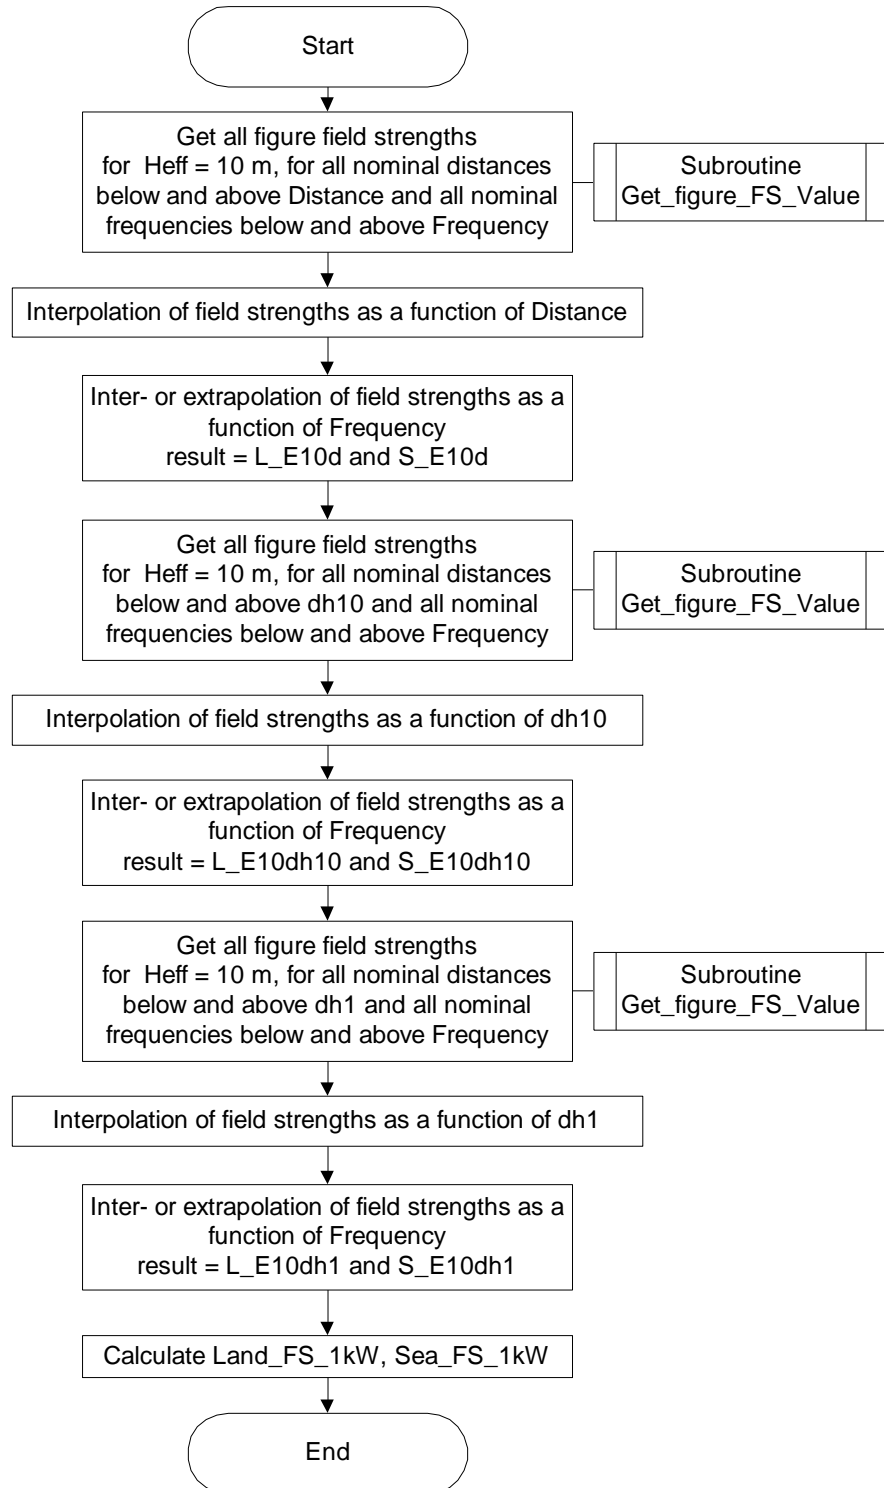 Start
Get all figure field strengths
for Heff = 10 m, for all nominal distances
below and above Distance and all nominal
frequencies below and above Frequency
Subroutine
Get_figure_FS_Value
Interpolation of field strengths as a function of Distance
Inter- or extrapolation of field strengths as a
function of Frequency
result = L_E10d and S_E10d
Get all figure field strengths
for Heff = 10 m, for all nominal distances
below and above dh10 and all nominal
frequencies below and above Frequency
Subroutine
Get_figure_FS_Value
Interpolation of field strengths as a function of dh10
Inter- or extrapolation of field strengths as a
function of Frequency
result = L_E10dh10 and S_E10dh10
Get all figure field strengths
for Heff = 10 m, for all nominal distances
below and above dh1 and all nominal
frequencies below and above Frequency
Subroutine
Get_figure_FS_Value
Interpolation of field strengths as a function of dh1
Inter- or extrapolation of field strengths as a
function of Frequency
result = L_E10dh1 and S_E10dh1
Calculate Land_FS_1kW, Sea_FS_1kW
End